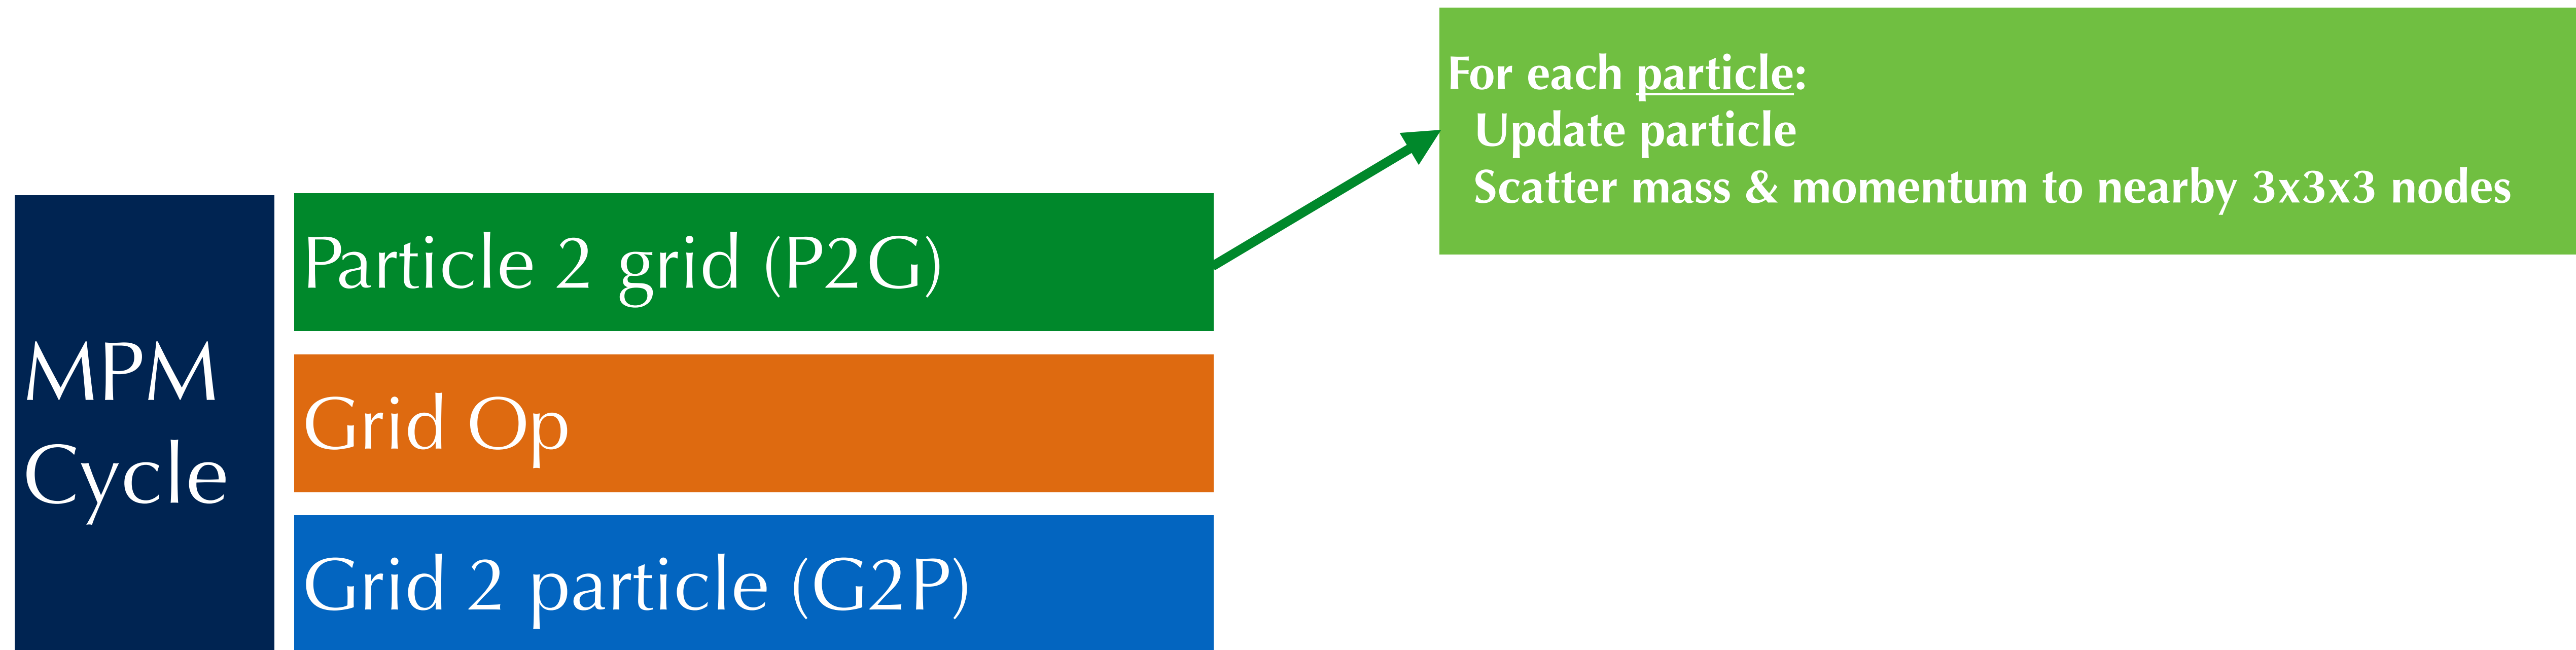 MPM
Cycle
Particle 2 grid (P2G)
Grid Op
Grid 2 particle (G2P)
For each particle:
Update particle
Scatter mass & momentum to nearby 3x3x3 nodes